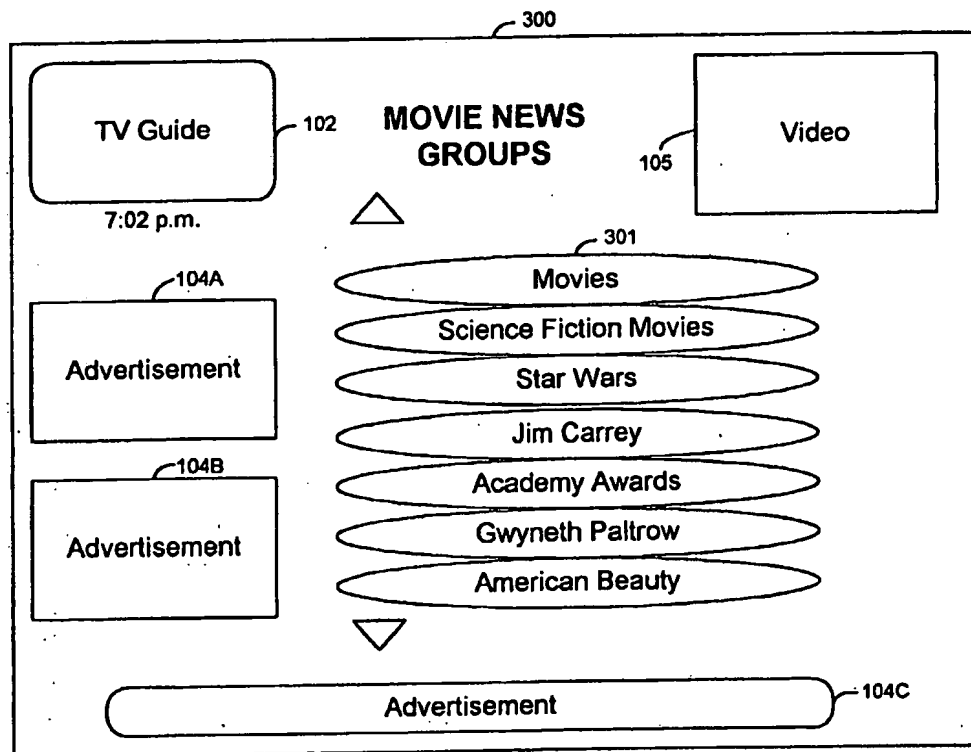 300
TV Guide
102
MOVIE NEWS
GROUPS
105
Video
7:02 p.m.
301
104A
Advertisement
Movies
Science Fiction Movies
Star Wars
Jim Carrey
104B
Advertisement
Academy Awards
Gwyneth Paltrow
American Beauty
Advertisement
104C